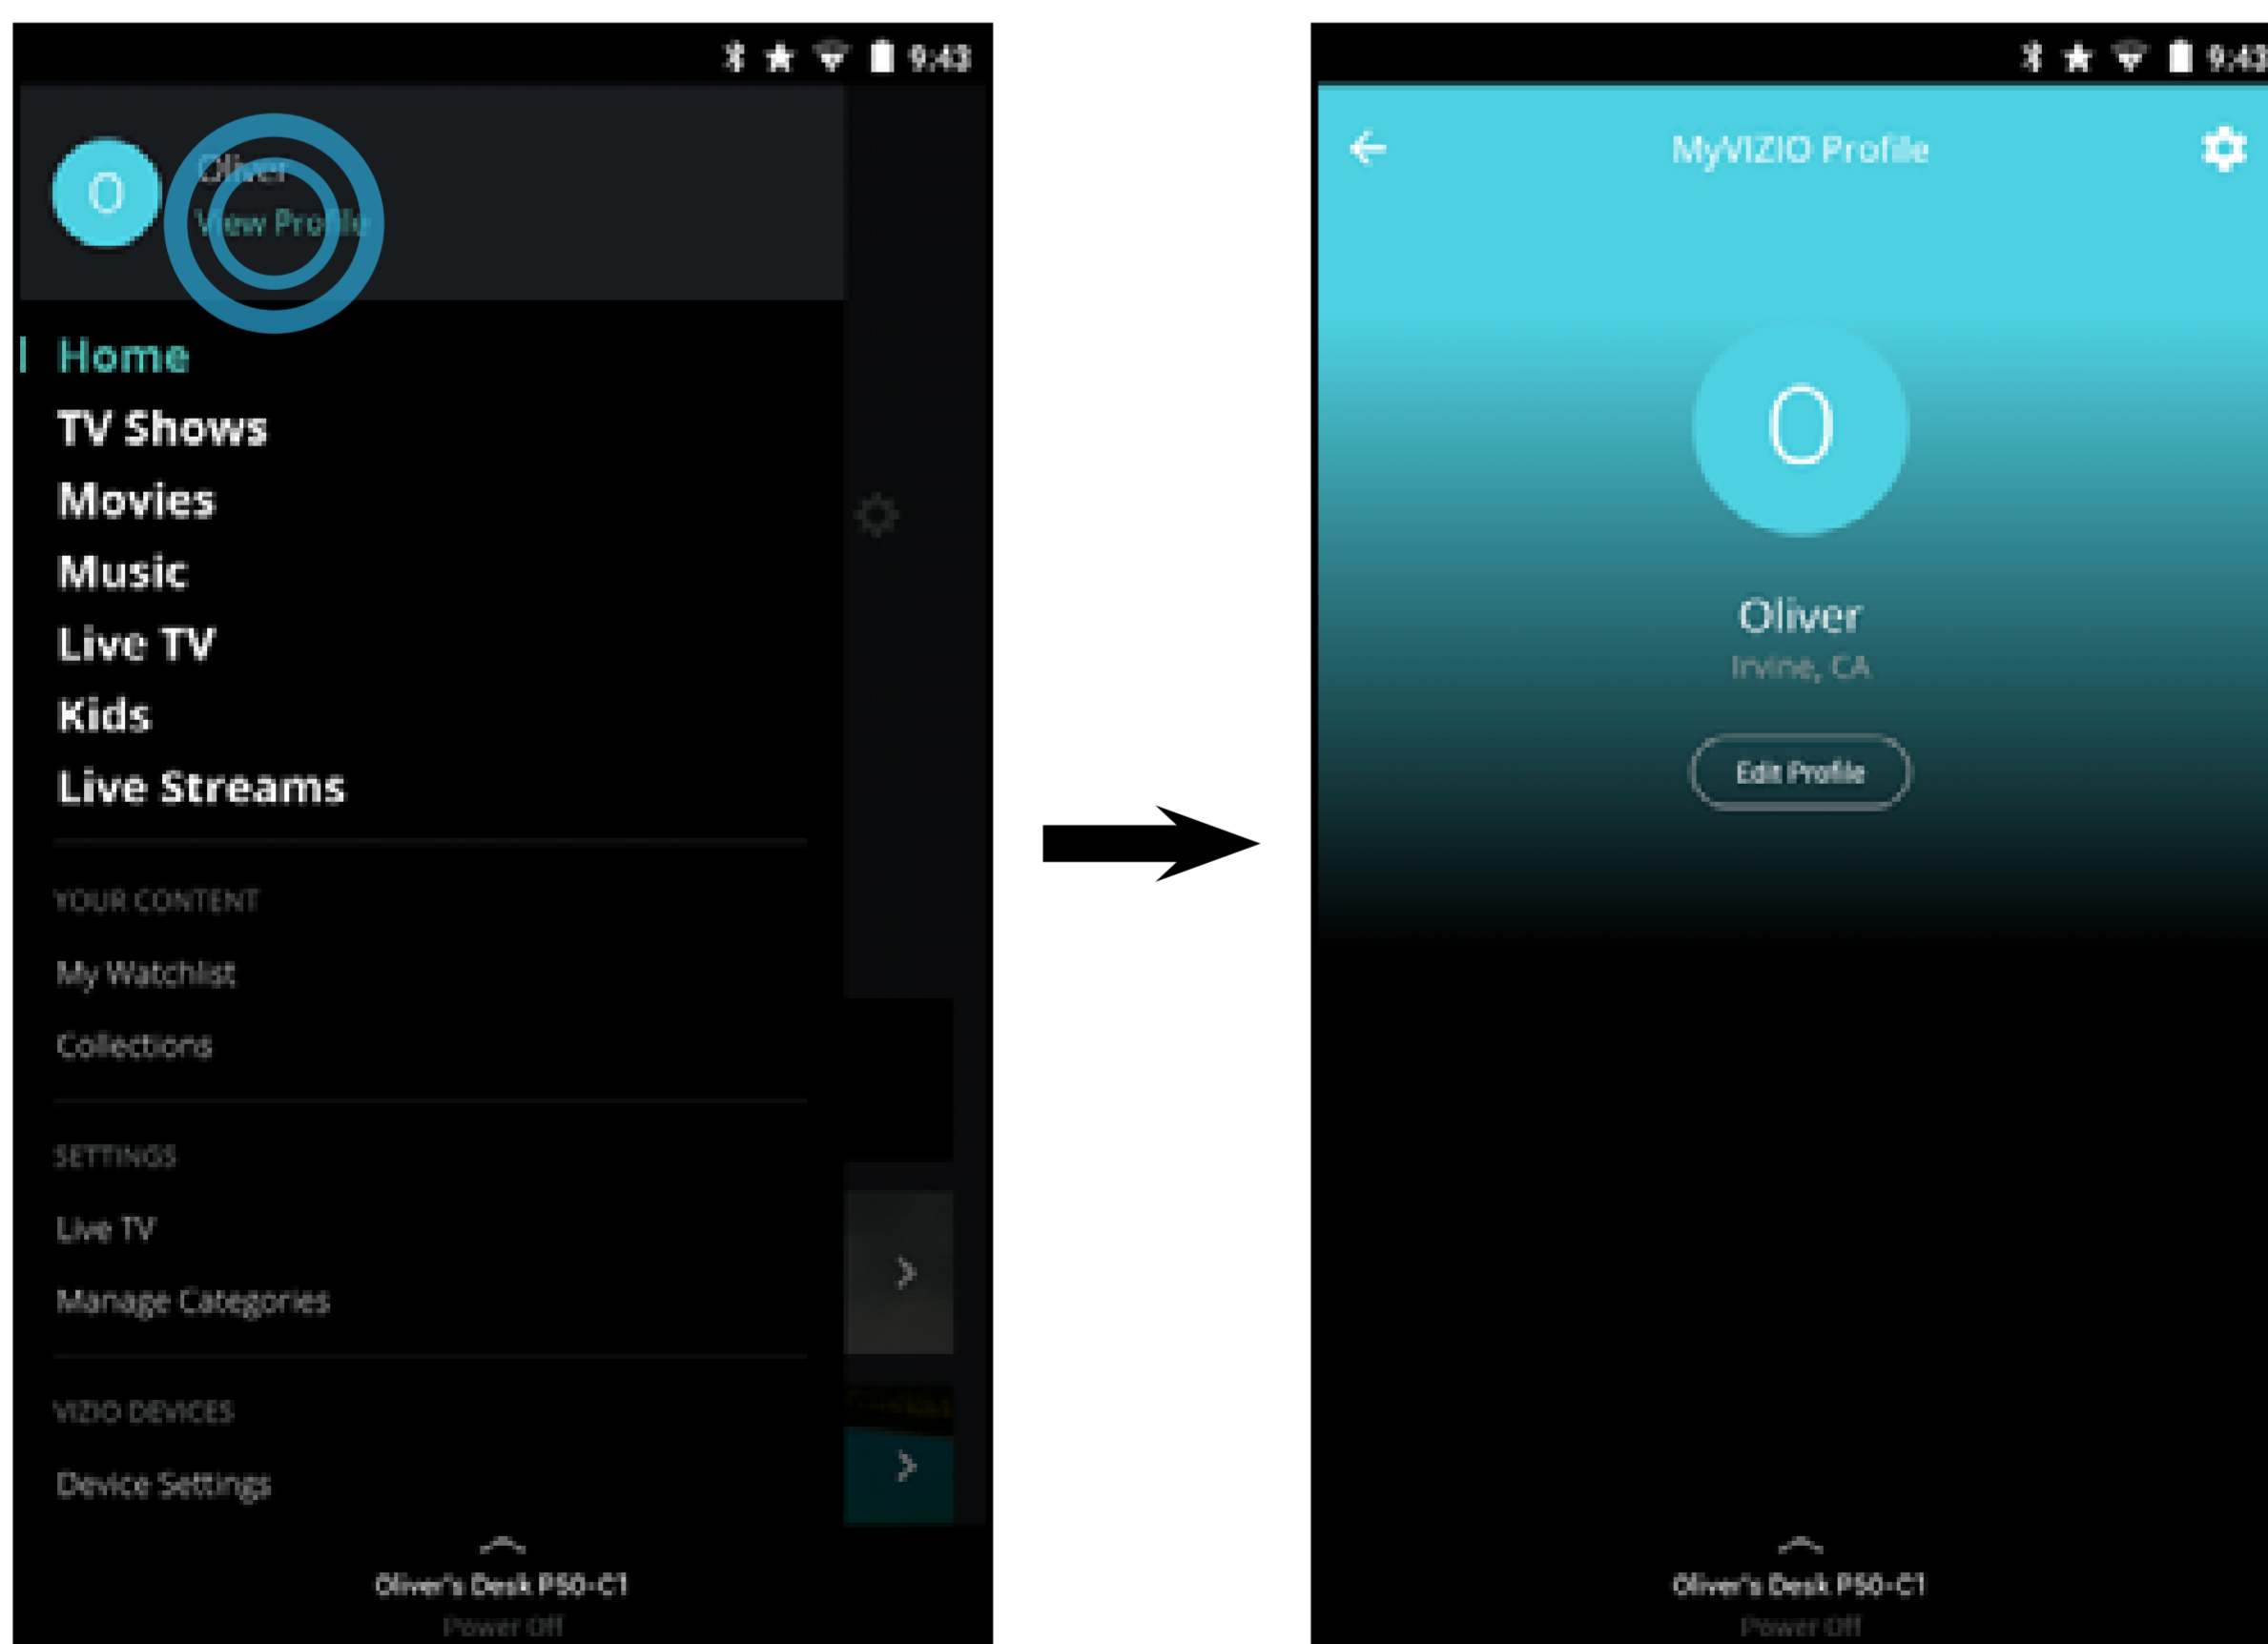 9:43
O
Oliver
View Profile
Home
TV Shows
Movies
Music
Live TV
Kids
Live Streams
YOUR CONTENT
My Watchlist
Collections
SETTINGS
Live TV
Manage Categories
VIZIO DEVICES
Device Settings
Oliver's Desk P50-C1
Power Off
9:43
MyVIZIO Profile
O
Oliver
Irvine, CA
Edit Profile
Oliver's Desk P50-C1
Power Off